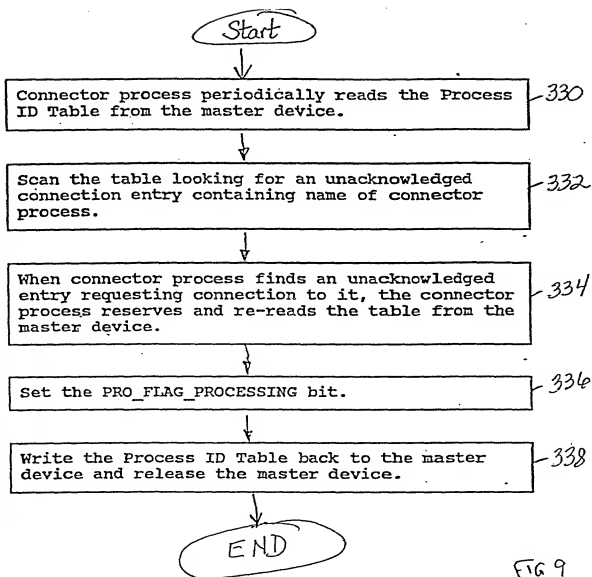 Start
Connector process periodically reads the Process
ID Table from the master device.
330
Scan the table looking for an unacknowledged
connection entry containing name of connector
process.
332
When connector process finds an unacknowledged
entry requesting connection to it, the connector
process reserves and re-reads the table from the
master device.
334
Set the PRO_FLAG_PROCESSING bit.
336
Write the Process ID Table back to the master
device and release the master device.
338
END
FIG 9